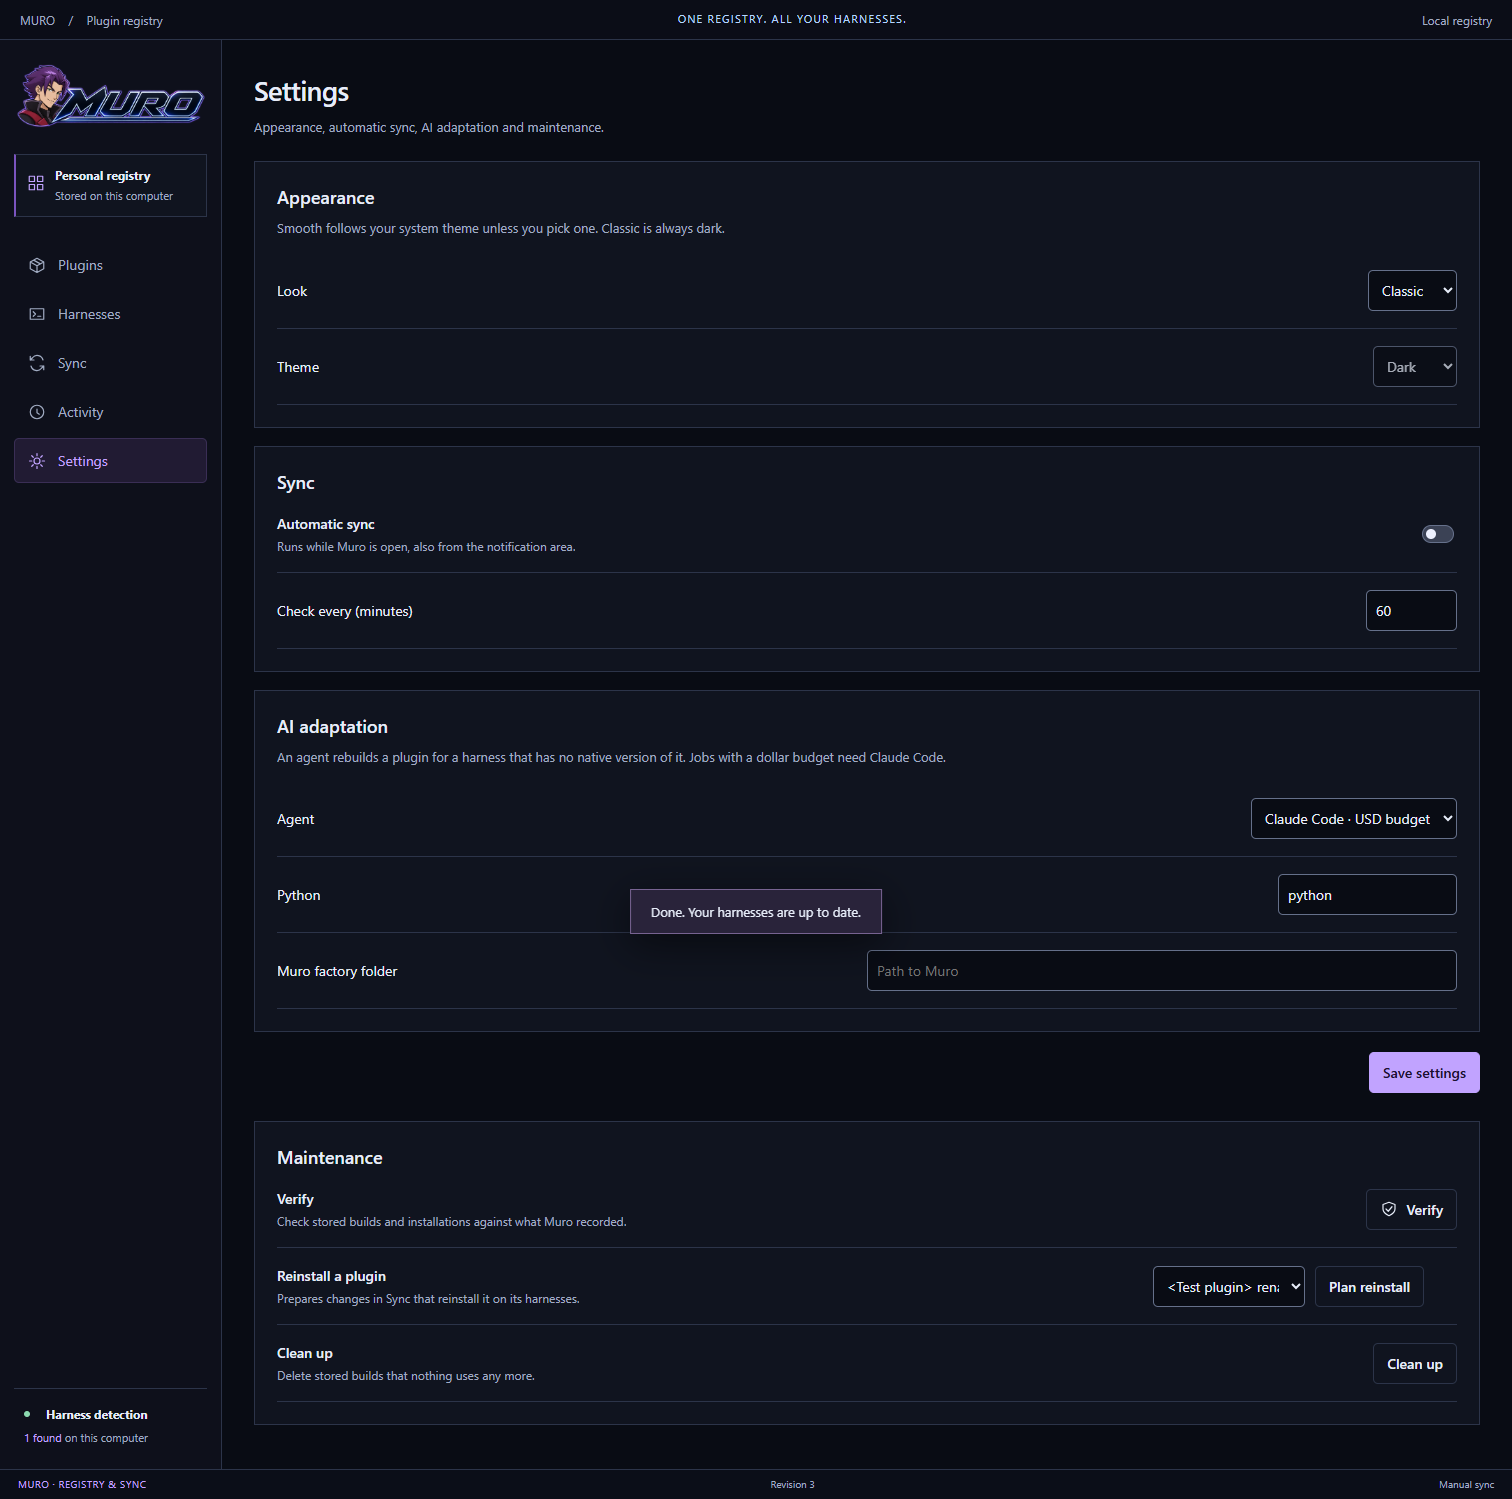 MURO / Plugin registry
ONE REGISTRY. ALL YOUR HARNESSES.
Local registry
MURO
Personal registry
Stored on this computer
Plugins
Harnesses
Sync
Activity
Settings
Harness detection
1 found on this computer
Settings
Appearance, automatic sync, AI adaptation and maintenance.
Appearance
Smooth follows your system theme unless you pick one. Classic is always dark.
Look
Classic
Theme
Dark
Sync
Automatic sync
Runs while Muro is open, also from the notification area.
Check every (minutes)
60
AI adaptation
An agent rebuilds a plugin for a harness that has no native version of it. Jobs with a dollar budget need Claude Code.
Agent
Claude Code · USD budget
Python
python
Done. Your harnesses are up to date.
Muro factory folder
Path to Muro
Save settings
Maintenance
Verify
Check stored builds and installations against what Muro recorded.
Verify
Reinstall a plugin
Prepares changes in Sync that reinstall it on its harnesses.
<Test plugin> rena
Plan reinstall
Clean up
Delete stored builds that nothing uses any more.
Clean up
MURO · REGISTRY & SYNC
Revision 3
Manual sync